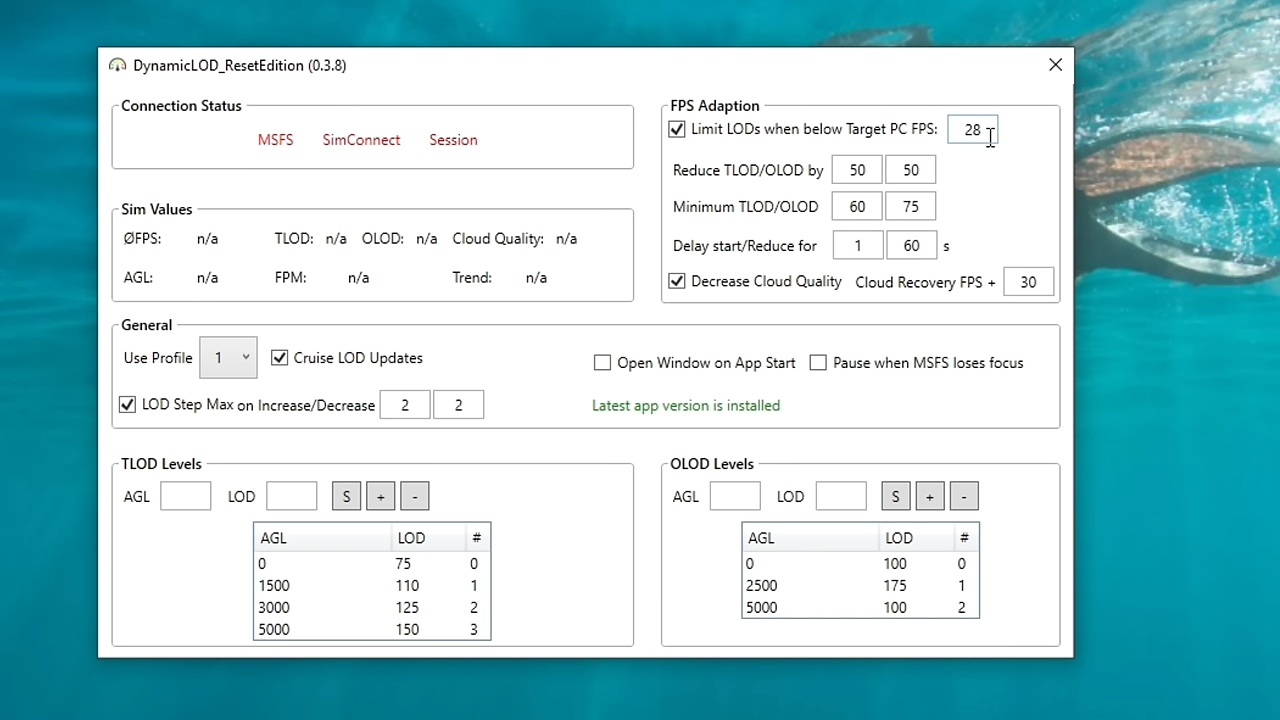 DynamicLOD_ResetEdition (0.3.8)
Connection Status
MSFS SimConnect Session
Sim Values
ØFPS: n/a TLOD: n/a OLOD: n/a Cloud Quality: n/a
AGL: n/a FPM: n/a Trend: n/a
FPS Adaption
Limit LODs when below Target PC FPS: 28
Reduce TLOD/OLOD by 50 50
Minimum TLOD/OLOD 60 75
Delay start/Reduce for 1 60 s
Decrease Cloud Quality Cloud Recovery FPS + 30
General
Use Profile 1 Cruise LOD Updates Open Window on App Start Pause when MSFS loses focus
LOD Step Max on Increase/Decrease 2 2 Latest app version is installed
TLOD Levels
AGL LOD S + -
AGL LOD #
0 75 0
1500 110 1
3000 125 2
5000 150 3
OLOD Levels
AGL LOD S + -
AGL LOD #
0 100 0
2500 175 1
5000 100 2